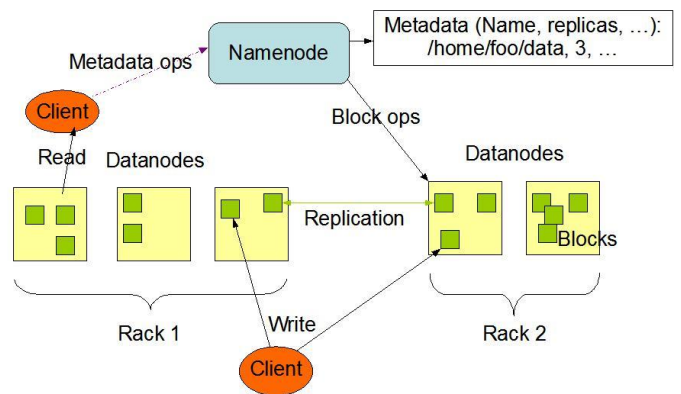 Metadata (Name, replicas, …):
/home/foo/data, 3, …
Namenode
Metadata ops
Client
Block ops
Read
Datanodes
Datanodes
Replication
Blocks
Rack 1
Write
Rack 2
Client